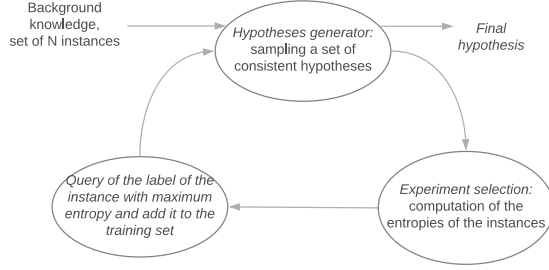 Background
knowledge,
set of N instances
Hypotheses generator:
sampling a set of
consistent hypotheses
Final
hypothesis
Query of the label of the
instance with maximum
entropy and add it to the
training set
Experiment selection:
computation of the
entropies of the instances